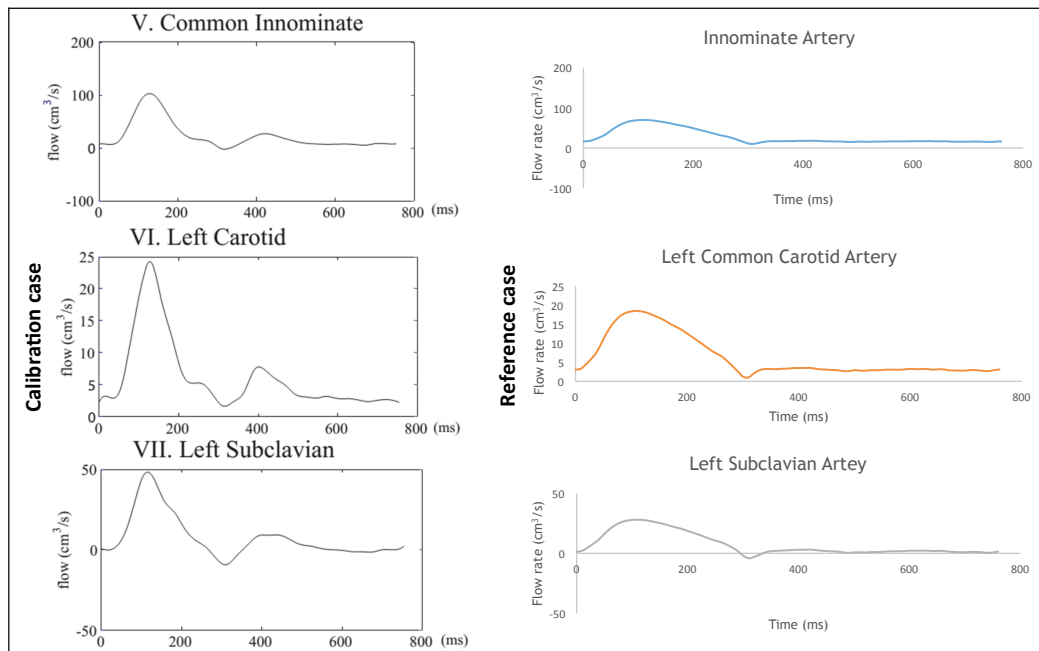 Calibration case
V. Common Innominate
flow (cm³/s)
200
100
0
-100
0 200 400 600 800 (ms)
VI. Left Carotid
flow (cm³/s)
25
20
15
10
5
0
0 200 400 600 800 (ms)
VII. Left Subclavian
flow (cm³/s)
50
0
-50
0 200 400 600 800 (ms)
Reference case
Innominate Artery
Flow rate (cm³/s)
200
100
0
-100
0 200 400 600 800
Time (ms)
Left Common Carotid Artery
Flow rate (cm³/s)
25
20
15
10
5
0
0 200 400 600 800
Time (ms)
Left Subclavian Artey
Flow rate (cm³/s)
50
0
-50
0 200 400 600 800
Time (ms)